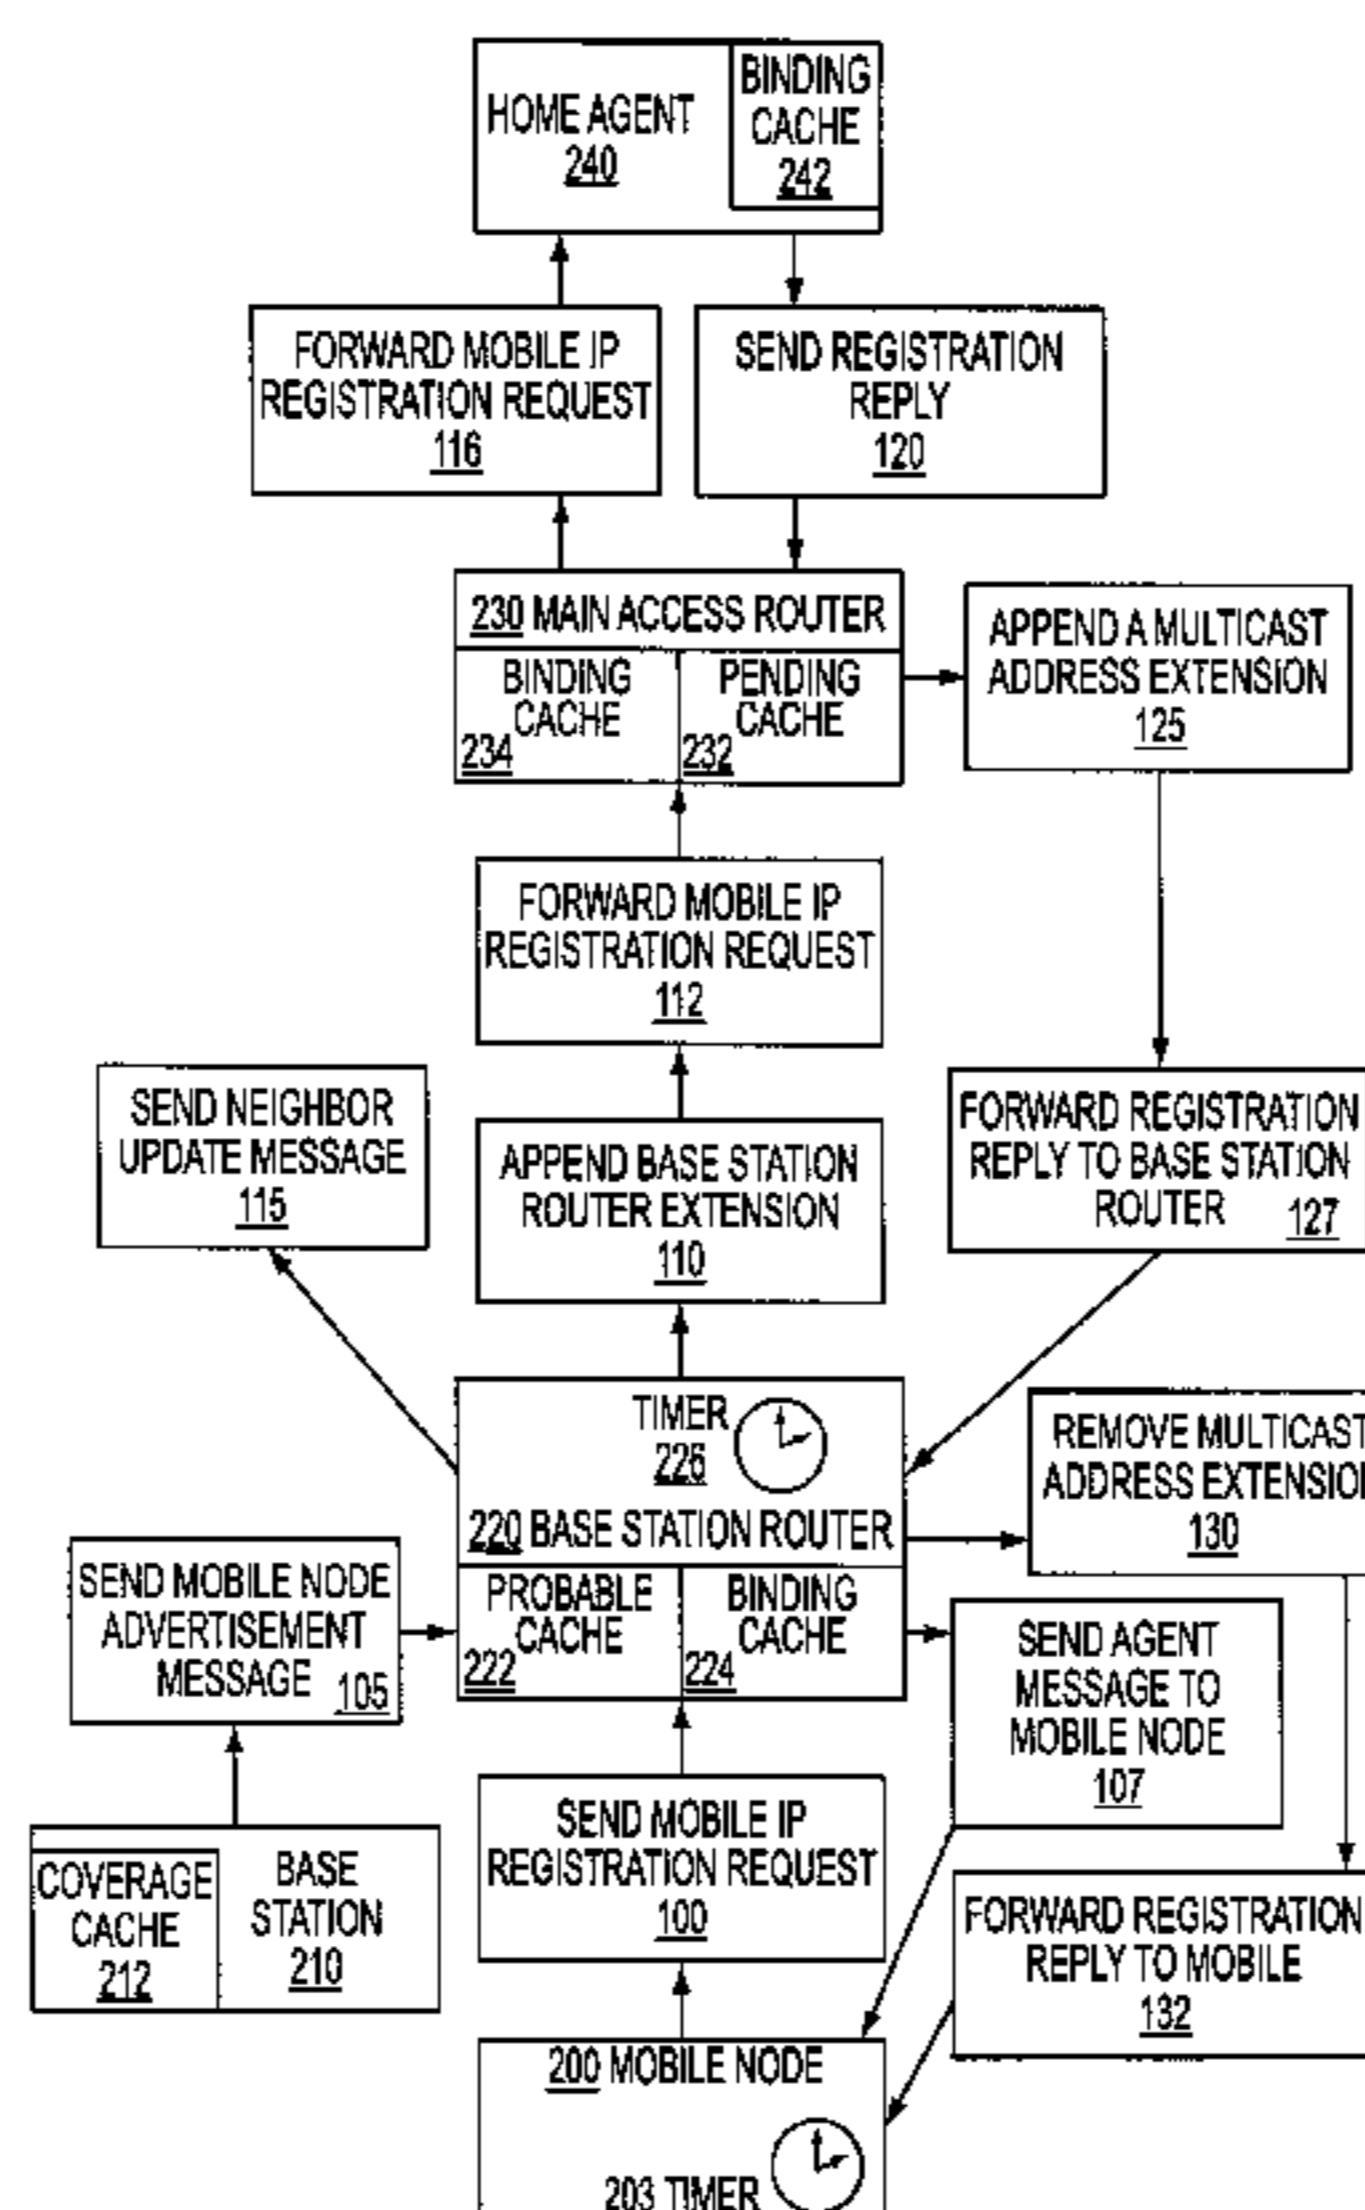 HOME AGENT
240
BINDING
CACHE
242
FORWARD MOBILE IP
REGISTRATION REQUEST
116
SEND REGISTRATION
REPLY
120
230 MAIN ACCESS ROUTER
BINDING
CACHE
234
PENDING
CACHE
232
APPEND A MULTICAST
ADDRESS EXTENSION
125
FORWARD MOBILE IP
REGISTRATION REQUEST
112
SEND NEIGHBOR
UPDATE MESSAGE
115
APPEND BASE STATION
ROUTER EXTENSION
110
FORWARD REGISTRATION
REPLY TO BASE STATION
ROUTER 127
TIMER
226
220 BASE STATION ROUTER
PROBABLE
CACHE
222
BINDING
CACHE
224
REMOVE MULTICAST
ADDRESS EXTENSION
130
SEND MOBILE NODE
ADVERTISEMENT
MESSAGE 105
SEND AGENT
MESSAGE TO
MOBILE NODE
107
SEND MOBILE IP
REGISTRATION REQUEST
100
COVERAGE
CACHE
212
BASE
STATION
210
FORWARD REGISTRATION
REPLY TO MOBILE
132
200 MOBILE NODE
203 TIMER